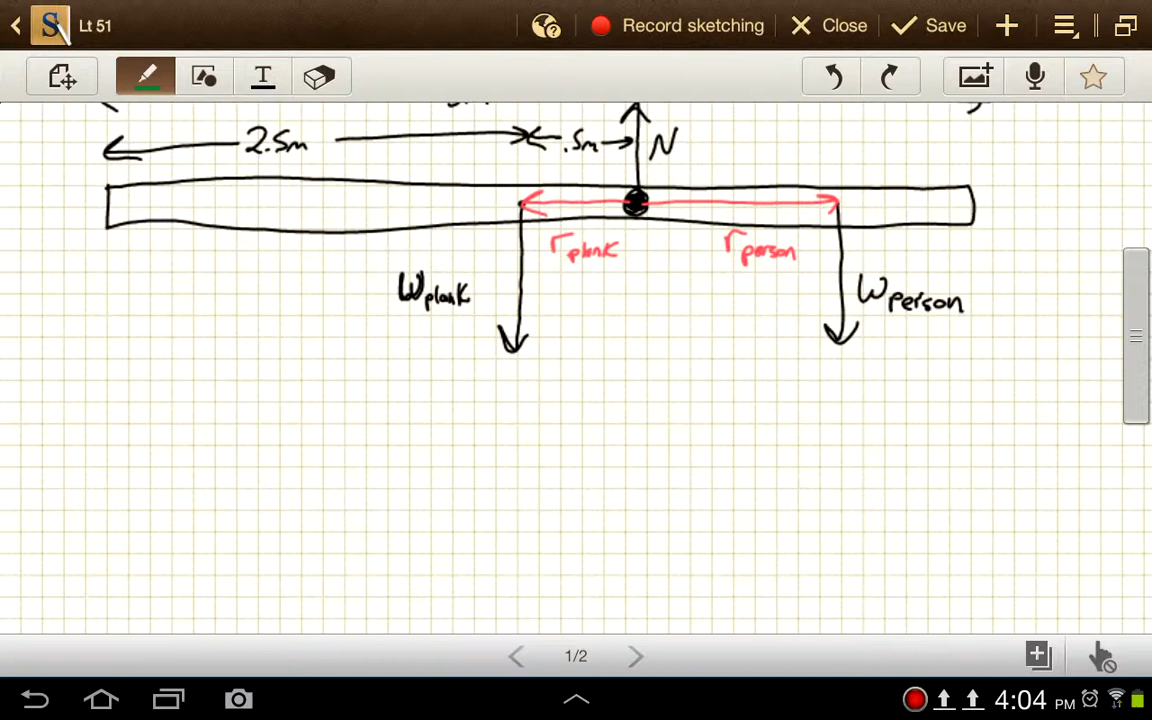 S Lt 51 Record sketching Close Save
T
2.5m .5m N
r plank r person
W plank W person
1/2
4:04 PM